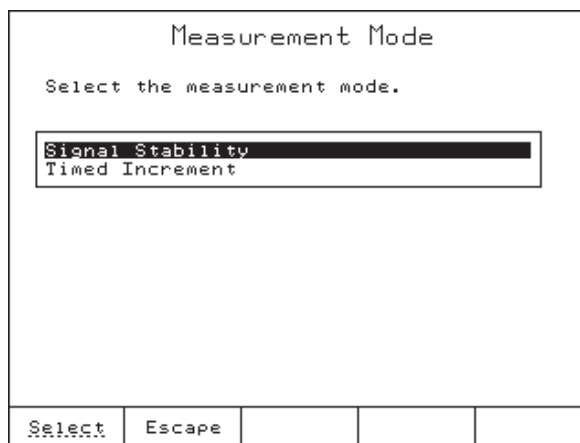 Measurement Mode
Select the measurement mode.
Signal Stability
Timed Increment
Select Escape